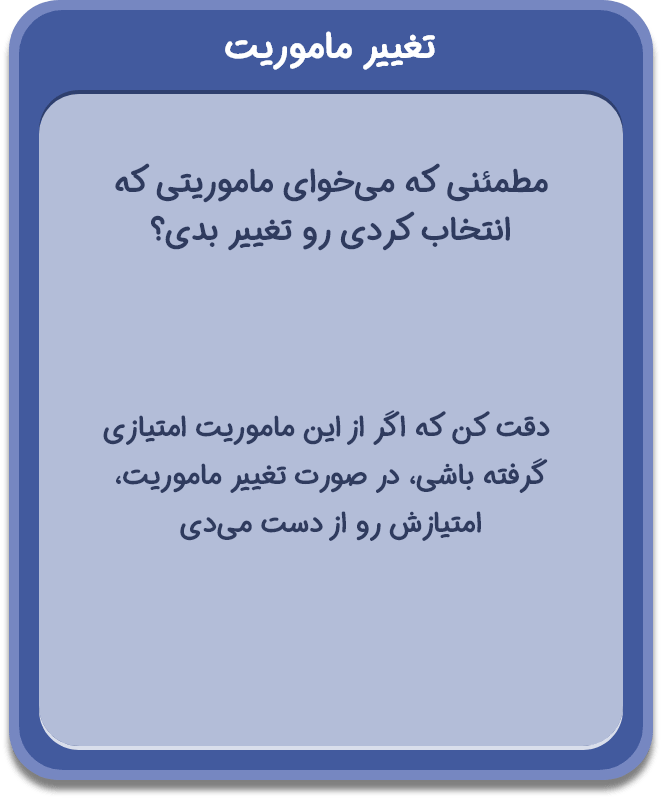 تغییر ماموریت
مطمئنی که می‌خوای ماموریتی که
انتخاب کردی رو تغییر بدی؟
دقت کن که اگر از این ماموریت امتیازی
گرفته باشی، در صورت تغییر ماموریت،
امتیازش رو از دست می‌دی